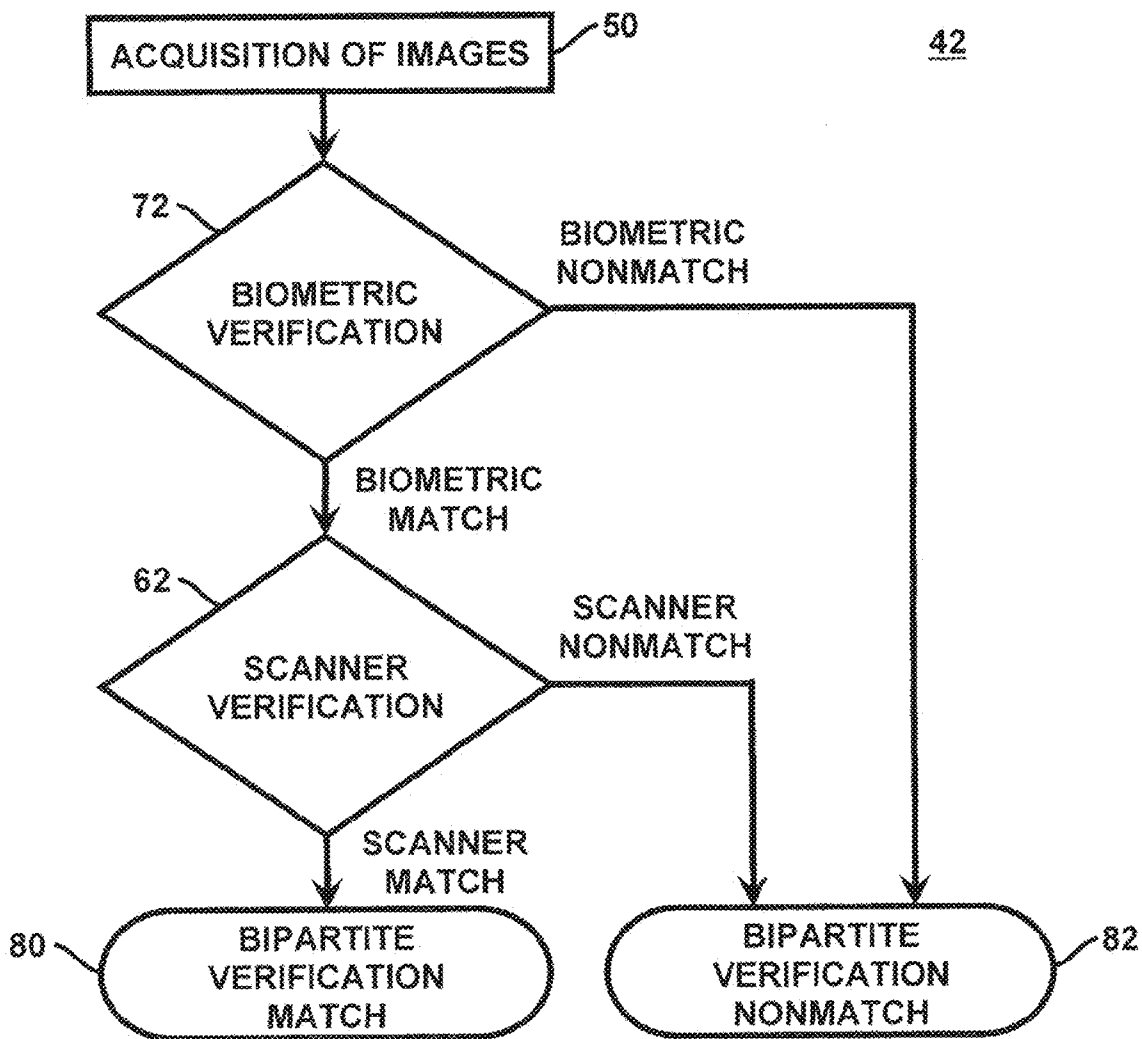 ACQUISITION OF IMAGES
50
42
72
BIOMETRIC
VERIFICATION
BIOMETRIC
NONMATCH
BIOMETRIC
MATCH
62
SCANNER
VERIFICATION
SCANNER
NONMATCH
SCANNER
MATCH
80
BIPARTITE
VERIFICATION
MATCH
BIPARTITE
VERIFICATION
NONMATCH
82